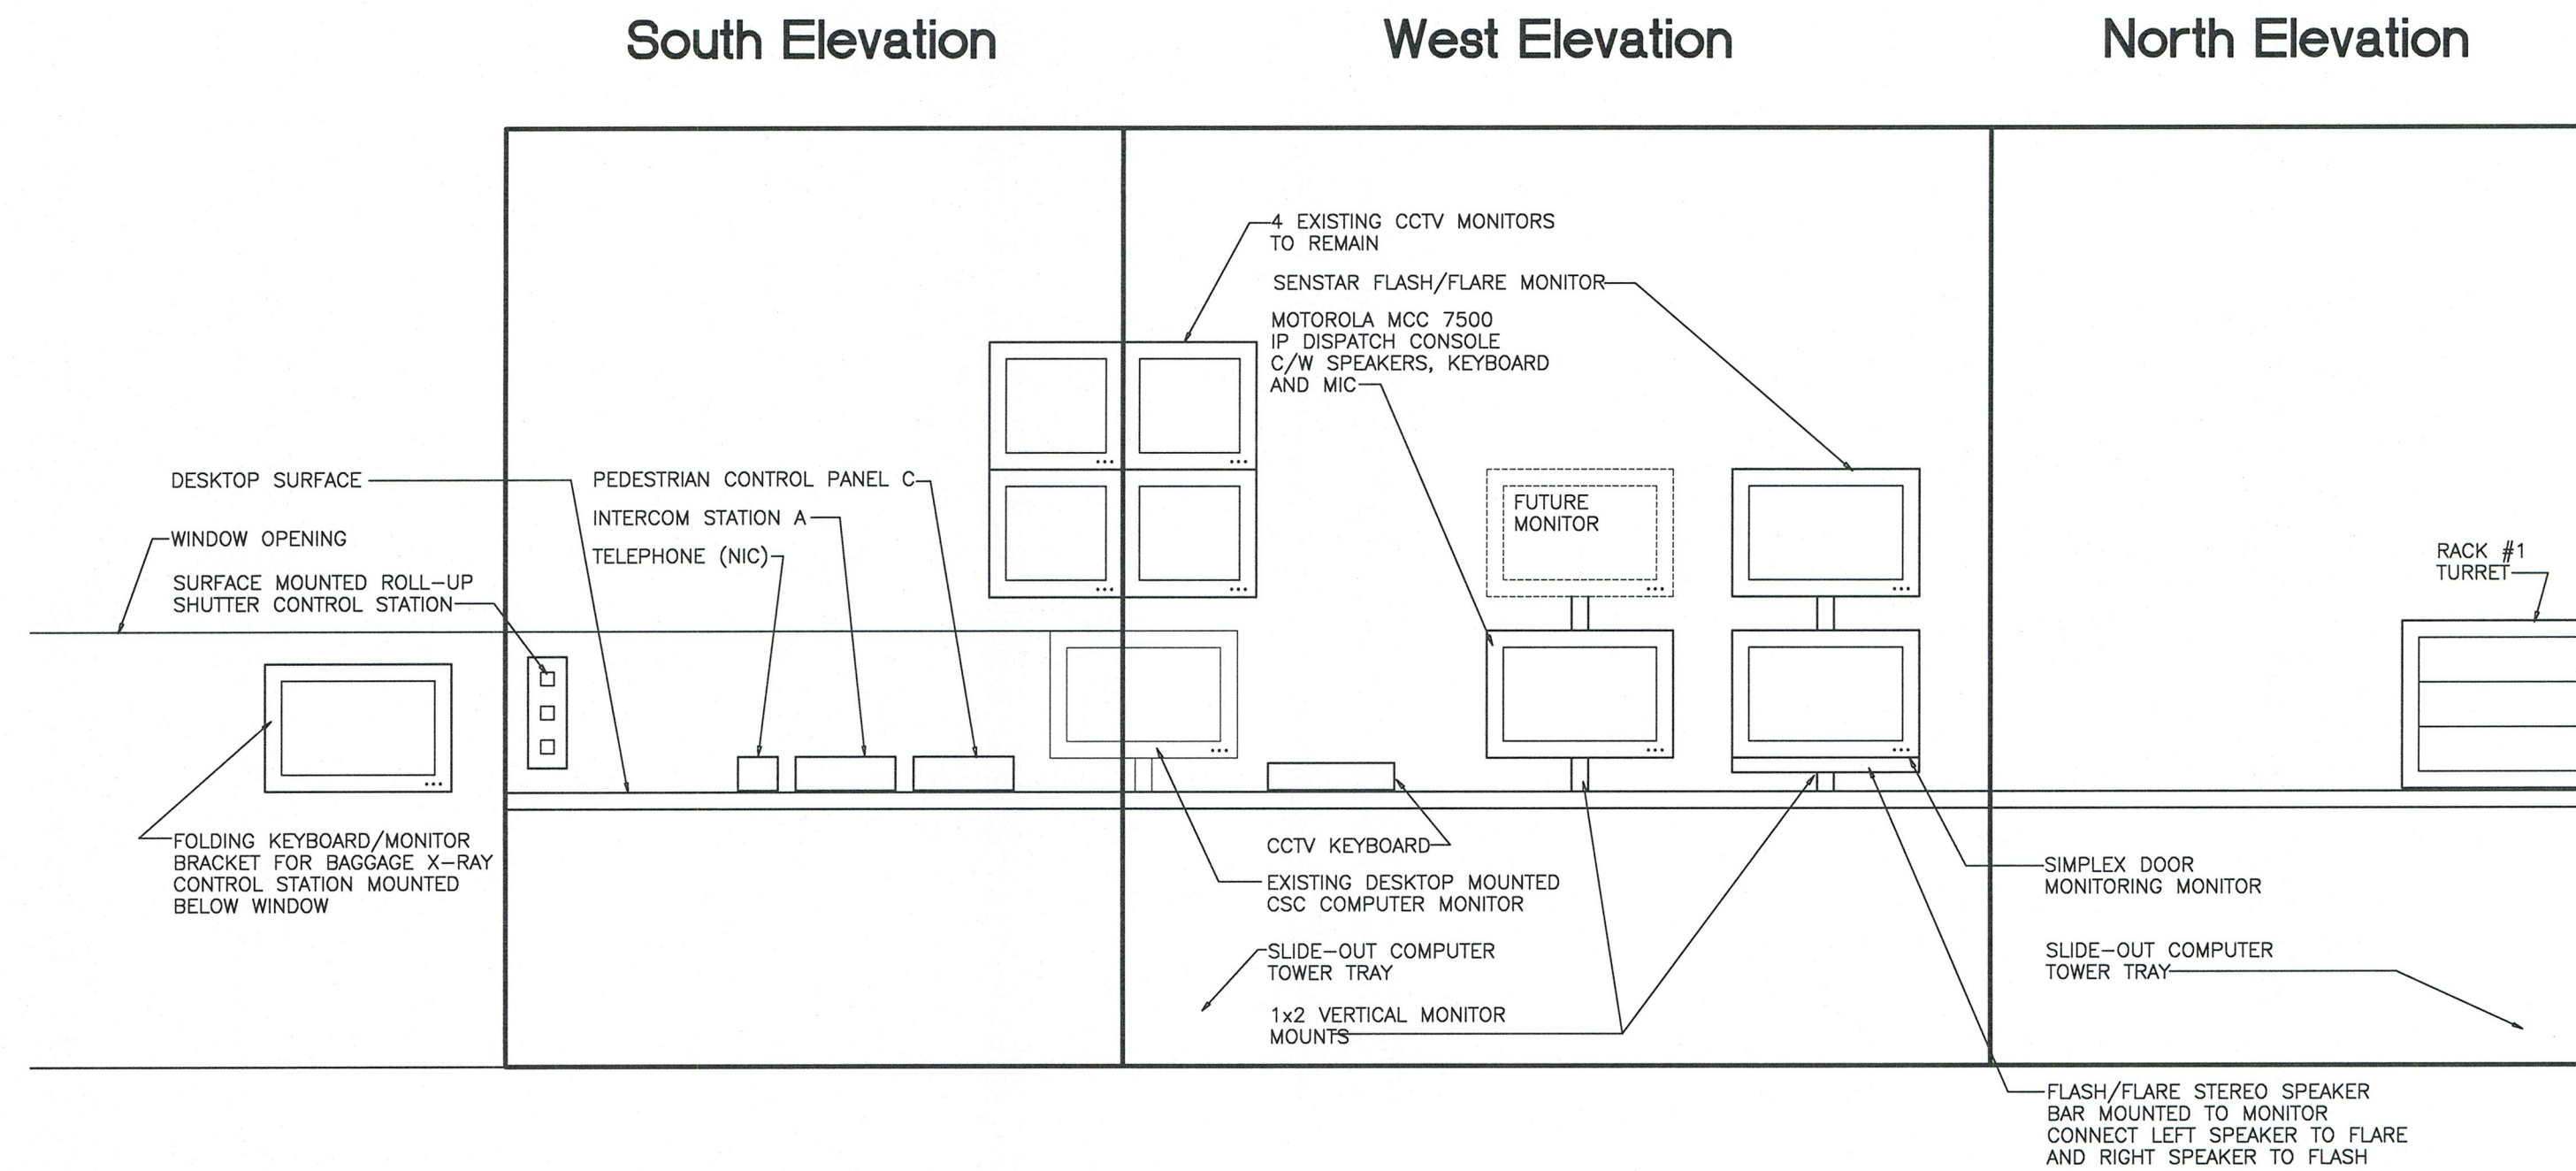 South Elevation
West Elevation
North Elevation
4 EXISTING CCTV MONITORS
TO REMAIN
SENSTAR FLASH/FLARE MONITOR
MOTOROLA MCC 7500
IP DISPATCH CONSOLE
C/W SPEAKERS, KEYBOARD
AND MIC
DESKTOP SURFACE
WINDOW OPENING
SURFACE MOUNTED ROLL-UP
SHUTTER CONTROL STATION
PEDESTRIAN CONTROL PANEL C
INTERCOM STATION A
TELEPHONE (NIC)
FUTURE
MONITOR
RACK #1
TURRET
FOLDING KEYBOARD/MONITOR
BRACKET FOR BAGGAGE X-RAY
CONTROL STATION MOUNTED
BELOW WINDOW
CCTV KEYBOARD
EXISTING DESKTOP MOUNTED
CSC COMPUTER MONITOR
SLIDE-OUT COMPUTER
TOWER TRAY
1x2 VERTICAL MONITOR
MOUNTS
SIMPLEX DOOR
MONITORING MONITOR
SLIDE-OUT COMPUTER
TOWER TRAY
FLASH/FLARE STEREO SPEAKER
BAR MOUNTED TO MONITOR
CONNECT LEFT SPEAKER TO FLARE
AND RIGHT SPEAKER TO FLASH